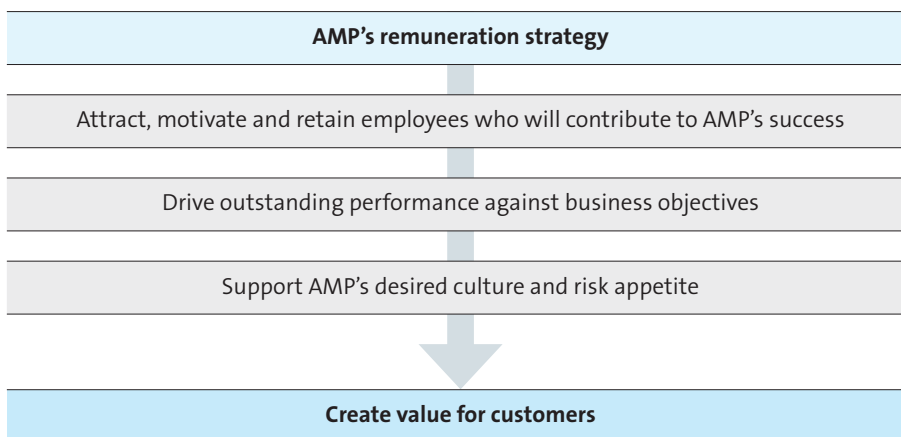 AMP’s remuneration strategy
Attract, motivate and retain employees who will contribute to AMP’s success
Drive outstanding performance against business objectives
Support AMP’s desired culture and risk appetite
Create value for customers